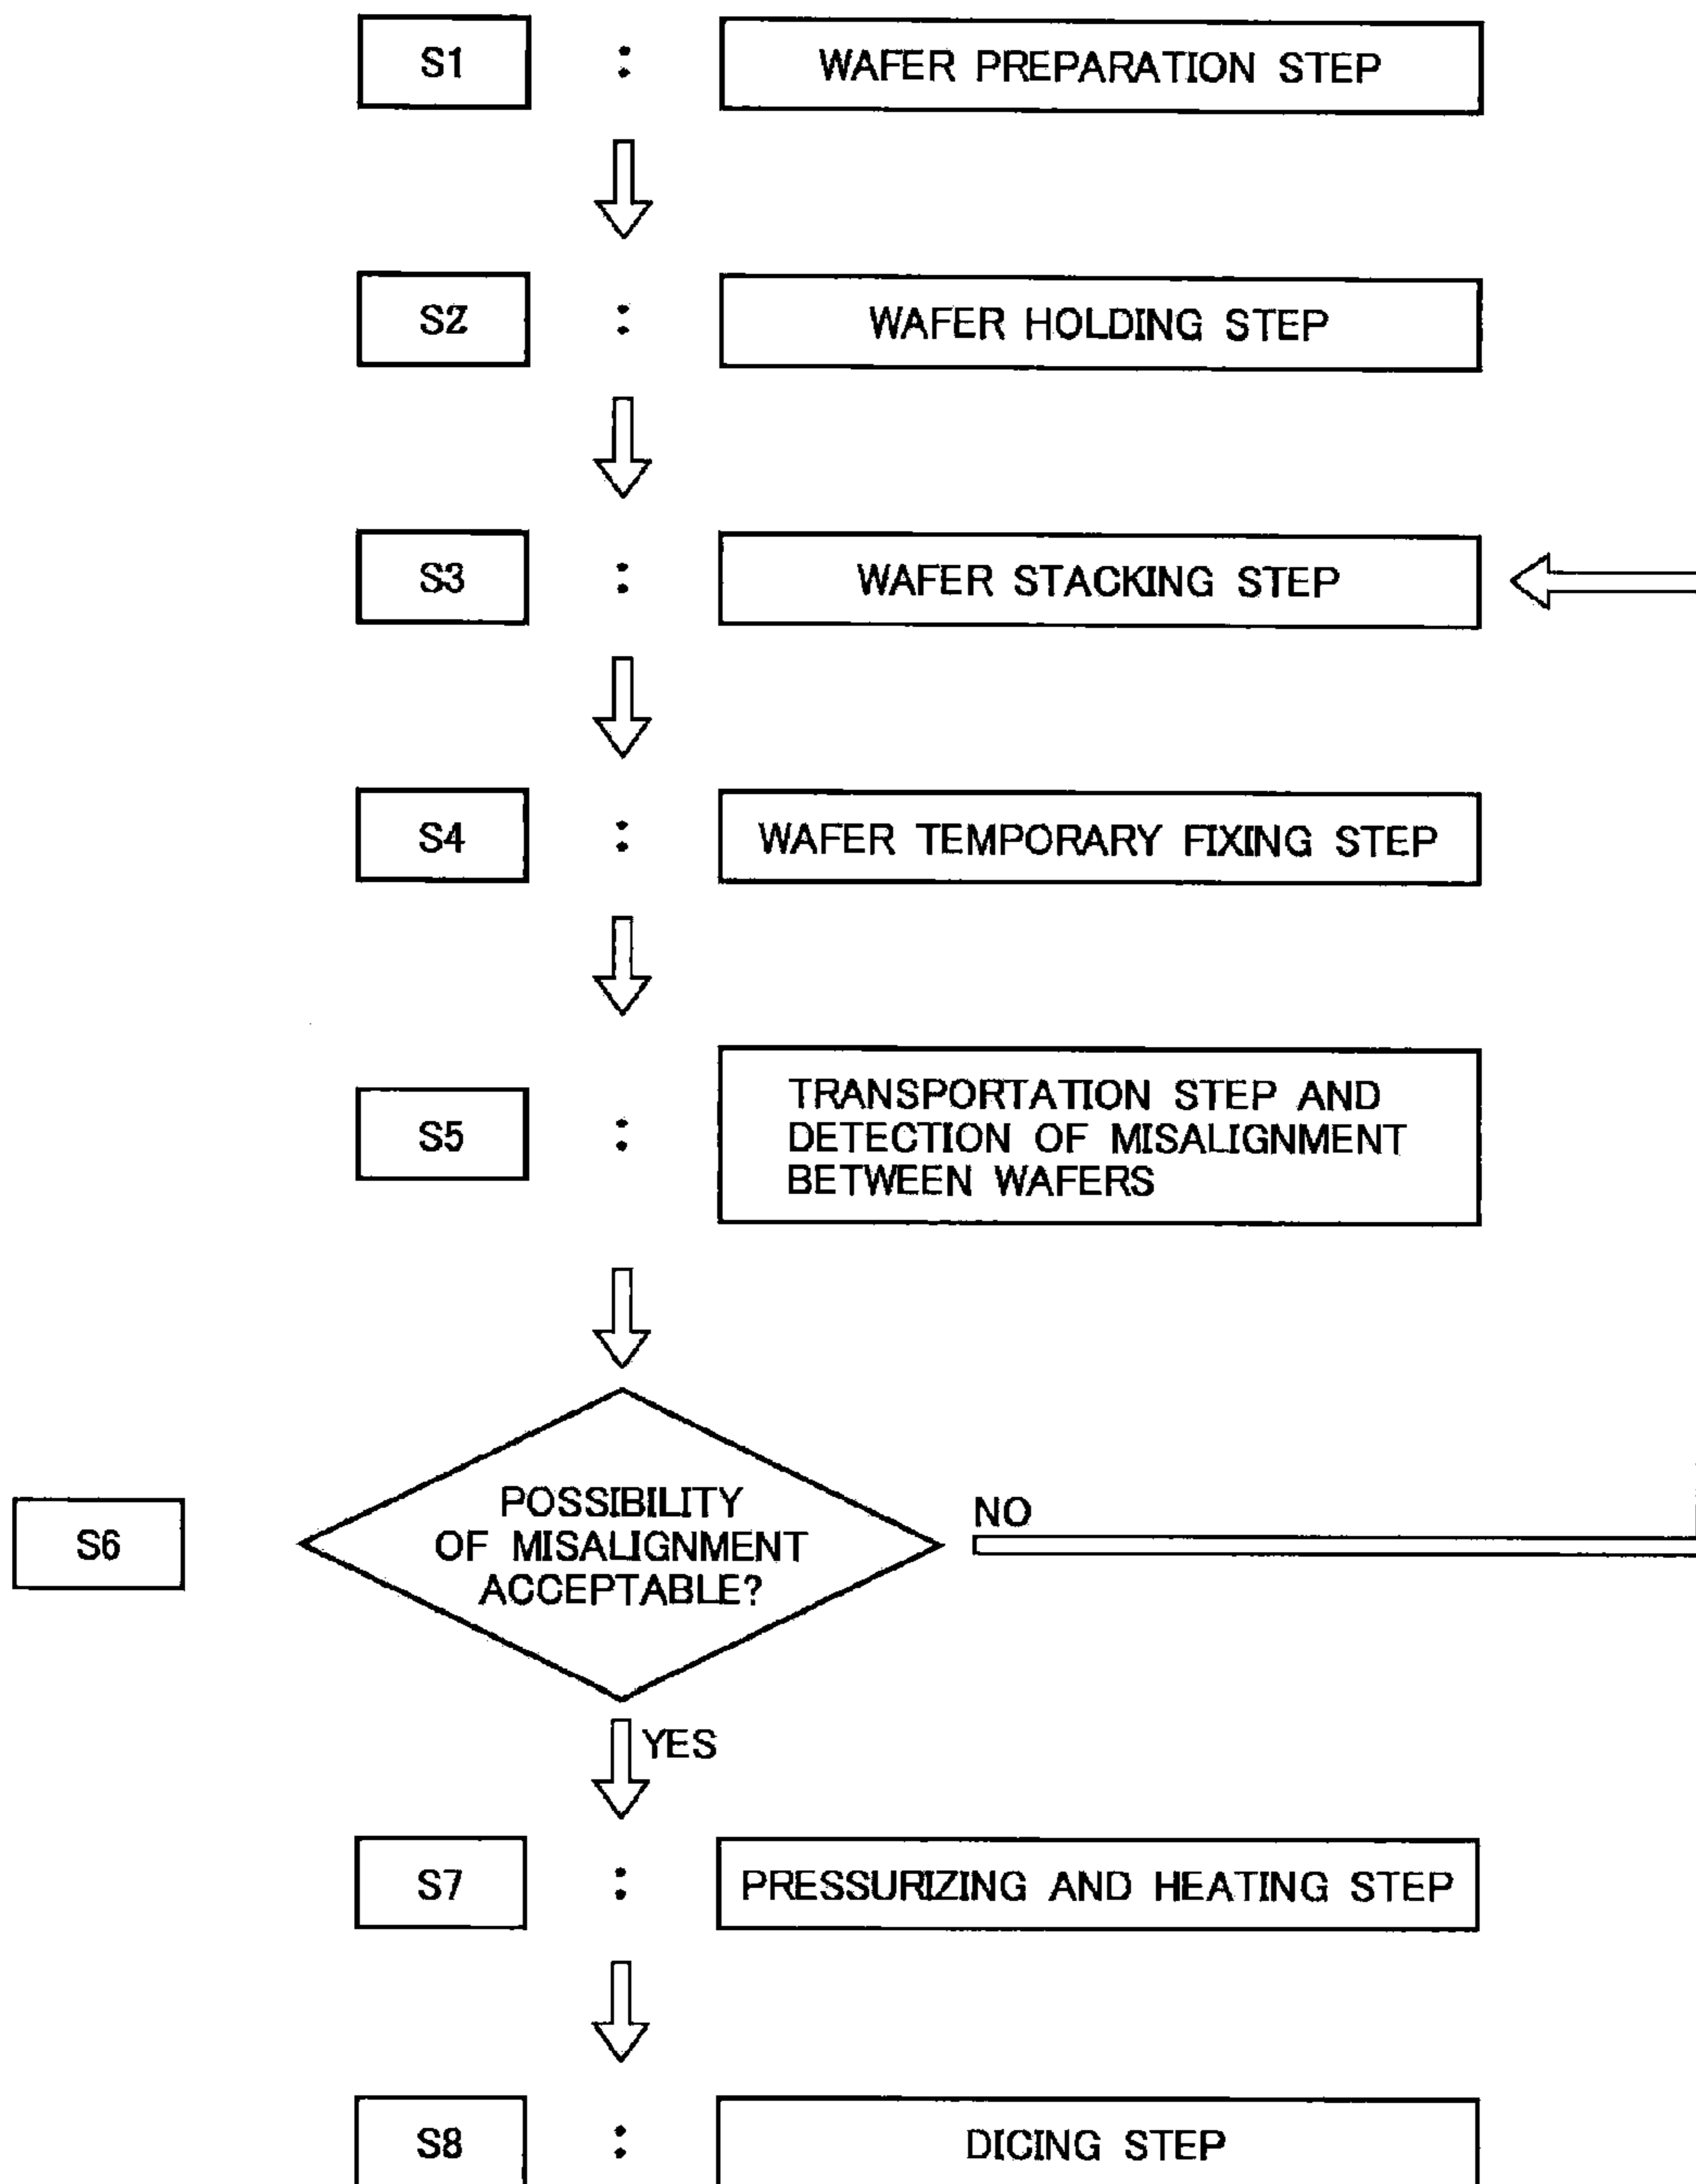 S1 : WAFER PREPARATION STEP
S2 : WAFER HOLDING STEP
S3 : WAFER STACKING STEP
S4 : WAFER TEMPORARY FIXING STEP
TRANSPORTATION STEP AND
S5 : DETECTION OF MISALIGNMENT
BETWEEN WAFERS
POSSIBILITY
S6 OF MISALIGNMENT
ACCEPTABLE?
NO
YES
S7 : PRESSURIZING AND HEATING STEP
S8 : DICING STEP